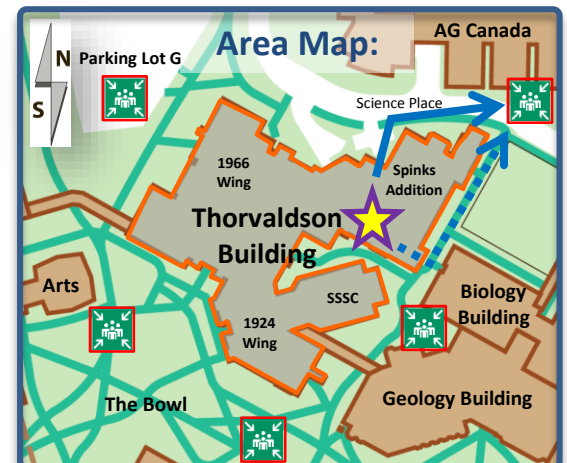 Area Map:
AG Canada
N
S
Parking Lot G
Science Place
1966
Wing
Spinks
Addition
Thorvaldson
Building
Arts
SSSC
Biology
Building
1924
Wing
The Bowl
Geology Building